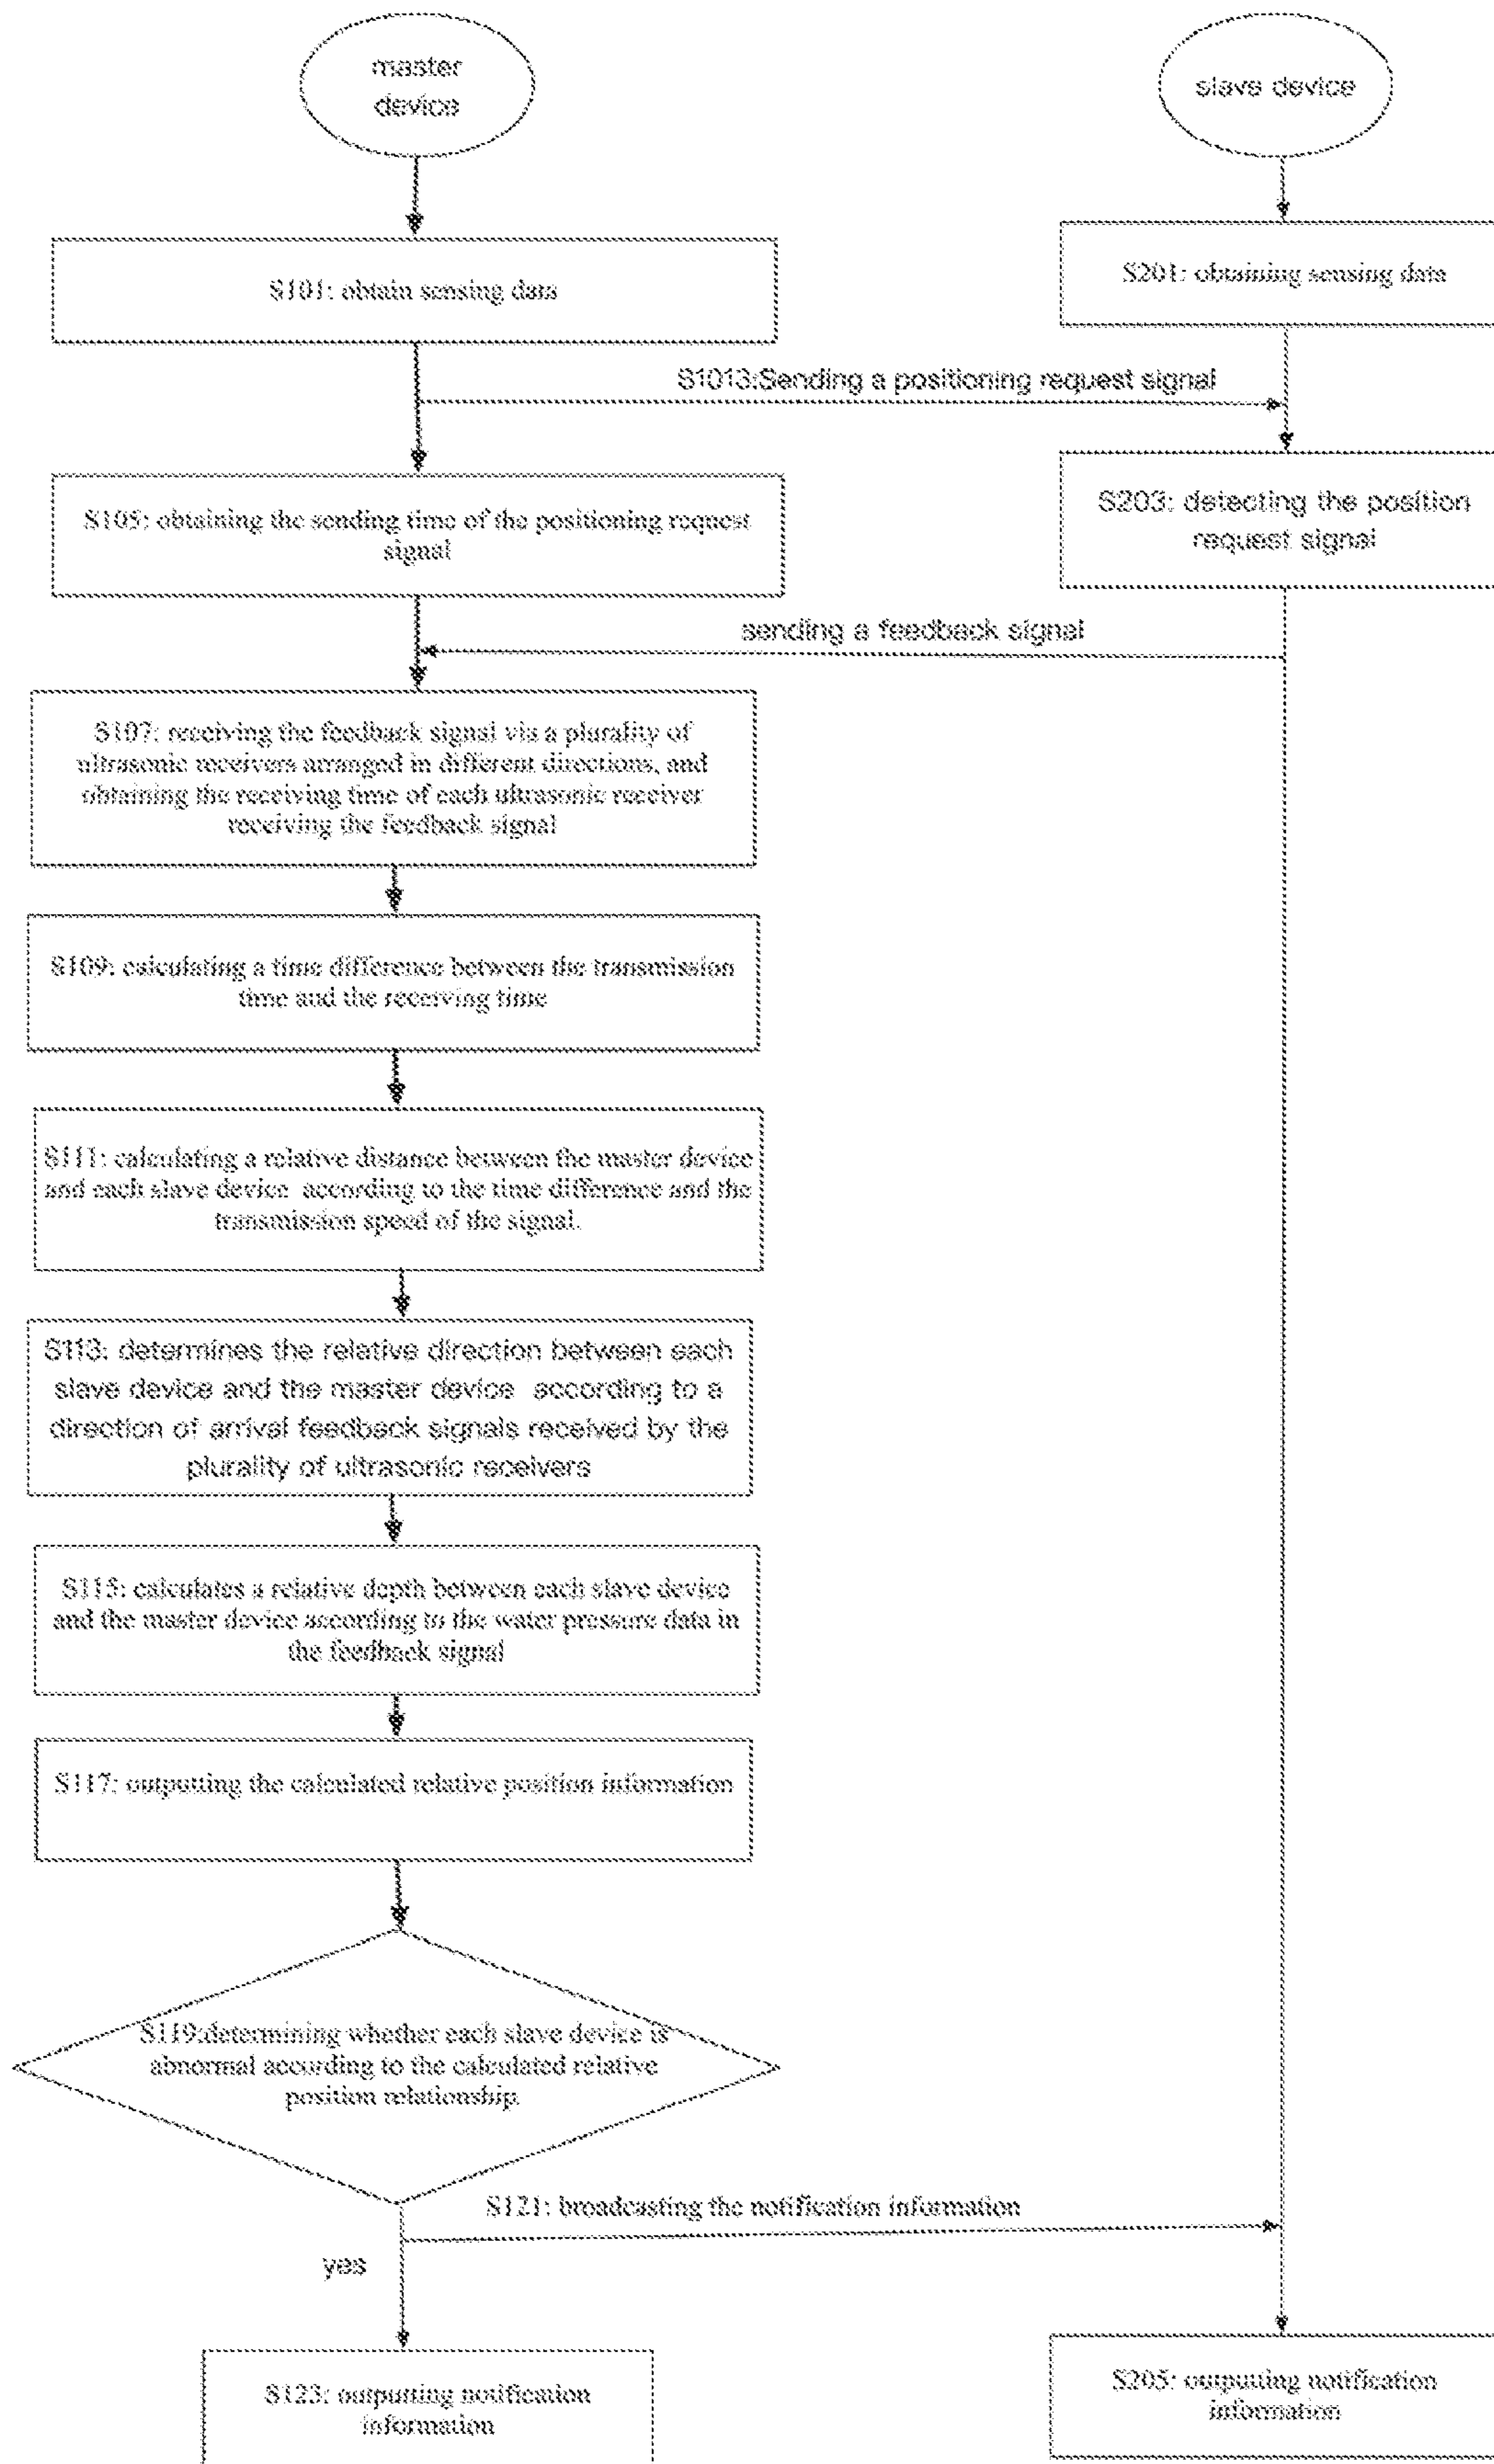 master
device
slave device
S101: obtain sensing data
S201: obtaining sensing data
S1013:Sending a positioning request signal
S105: obtaining the sending time of the positioning request
signal
S203: detecting the position
request signal
sending a feedback signal
S107: receiving the feedback signal via a plurality of
ultrasonic receivers arranged in different directions, and
obtaining the receiving time of each ultrasonic receiver
receiving the feedback signal
S109: calculating a time difference between the transmission
time and the receiving time
S111: calculating a relative distance between the master device
and each slave device according to the time difference and the
transmission speed of the signal.
S113: determines the relative direction between each
slave device and the master device according to a
direction of arrival feedback signals received by the
plurality of ultrasonic receivers
S115: calculates a relative depth between each slave device
and the master device according to the water pressure data in
the feedback signal
S117: outputting the calculated relative position information
S119:determining whether each slave device is
abnormal according to the calculated relative
position relationship
S121: broadcasting the notification information
yes
S123: outputting notification
information
S205: outputting notification
information